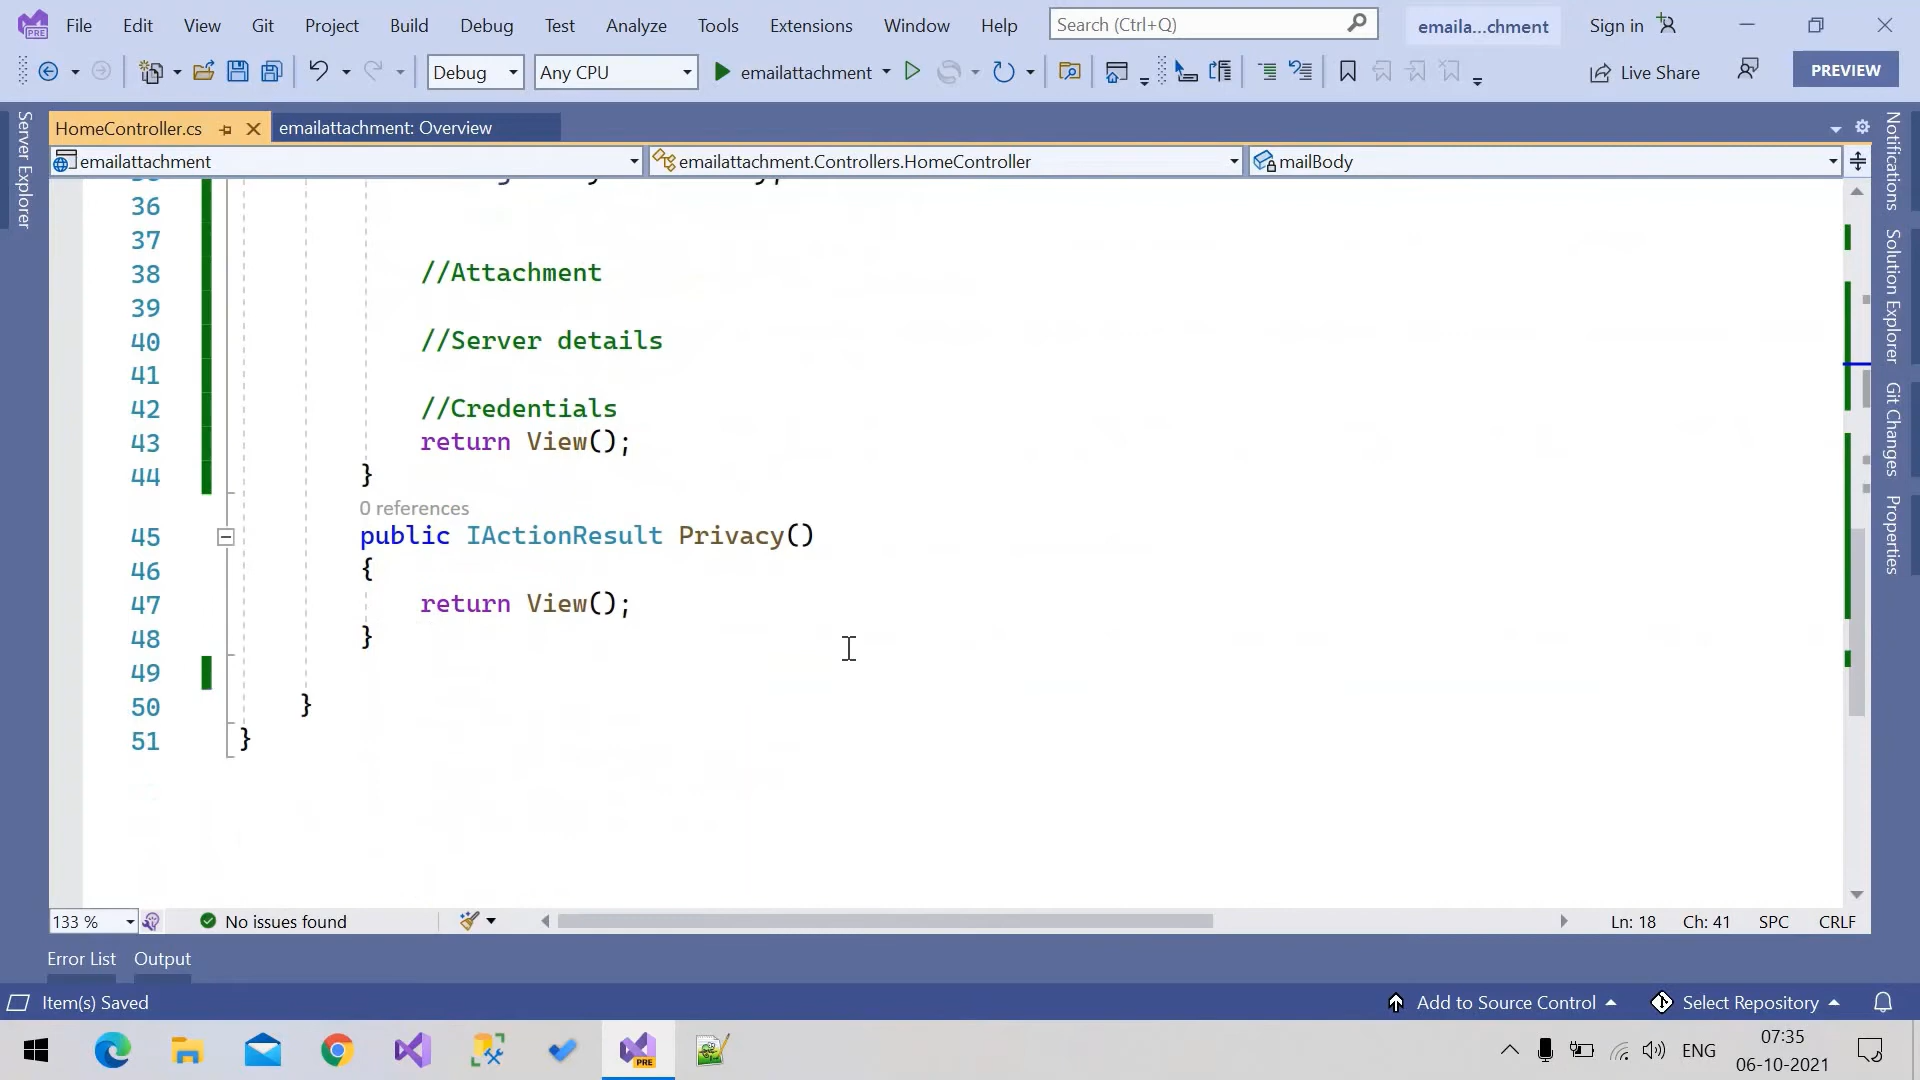 PRE
File Edit View Git Project Build Debug Test Analyze Tools Extensions Window Help
Search (Ctrl+Q)
emaila...chment
Sign in
Debug
Any CPU
emailattachment
Live Share
PREVIEW
Server Explorer
HomeController.cs
emailattachment: Overview
emailattachment
emailattachment.Controllers.HomeController
mailBody
36
37
38 //Attachment
39
40 //Server details
41
42 //Credentials
43 return View();
44 }
0 references
45 public IActionResult Privacy()
46 {
47 return View();
48 }
49
50 }
51 }
Notifications
Solution Explorer
Git Changes
Properties
133 %
No issues found
Ln: 18 Ch: 41 SPC CRLF
Error List Output
Item(s) Saved
Add to Source Control
Select Repository
PRE
ENG
07:35
06-10-2021